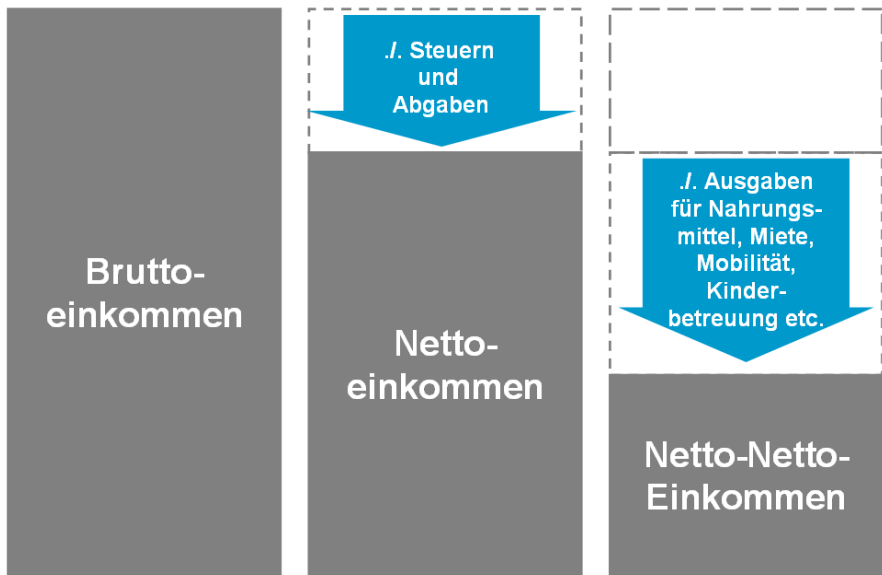 Brutto-
einkommen
./. Steuern
und
Abgaben
Netto-
einkommen
./. Ausgaben
für Nahrungs-
mittel, Miete,
Mobilität,
Kinder-
betreuung etc.
Netto-Netto-
Einkommen